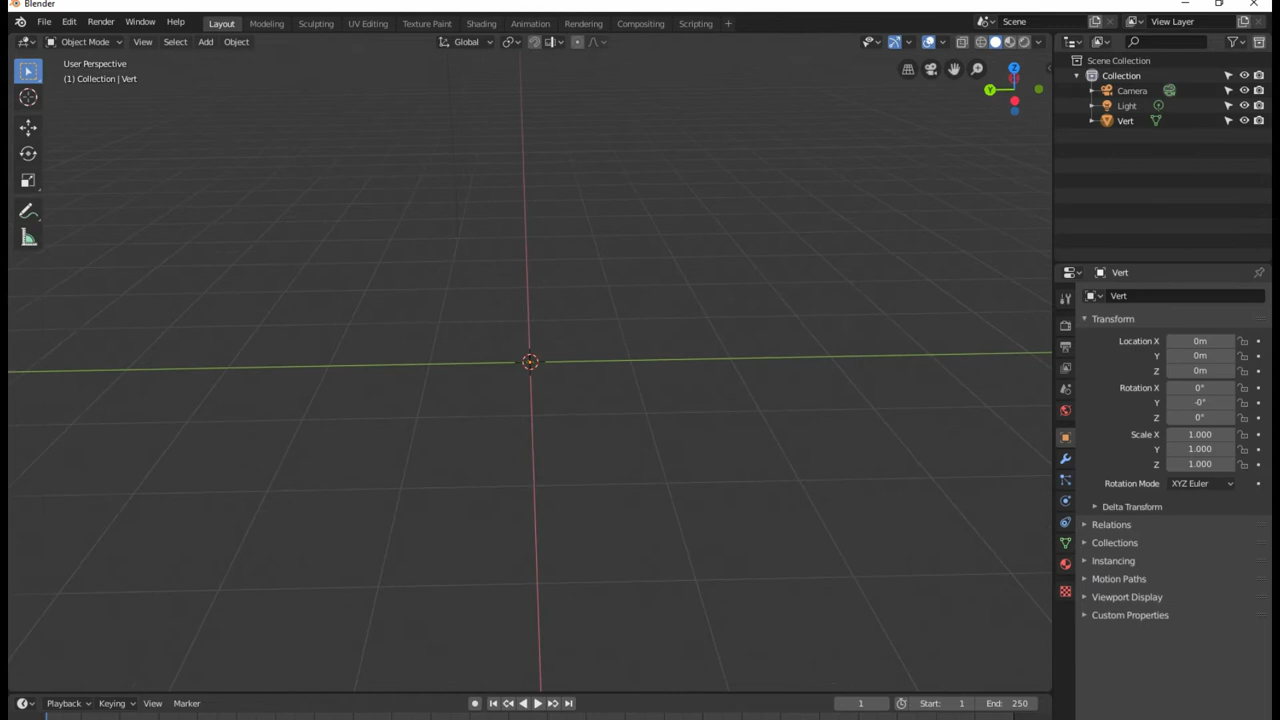 Blender
File Edit Render Window Help Layout Modeling Sculpting UV Editing Texture Paint Shading Animation Rendering Compositing Scripting + Scene View Layer
Object Mode View Select Add Object Global
User Perspective
(1) Collection | Vert
Z
Y
Scene Collection
Collection
Camera
Light
Vert
Vert
Vert
Transform
Location X 0m
Y 0m
Z 0m
Rotation X 0°
Y -0°
Z 0°
Scale X 1.000
Y 1.000
Z 1.000
Rotation Mode XYZ Euler
Delta Transform
Relations
Collections
Instancing
Motion Paths
Viewport Display
Custom Properties
Playback Keying View Marker 1 Start: 1 End: 250